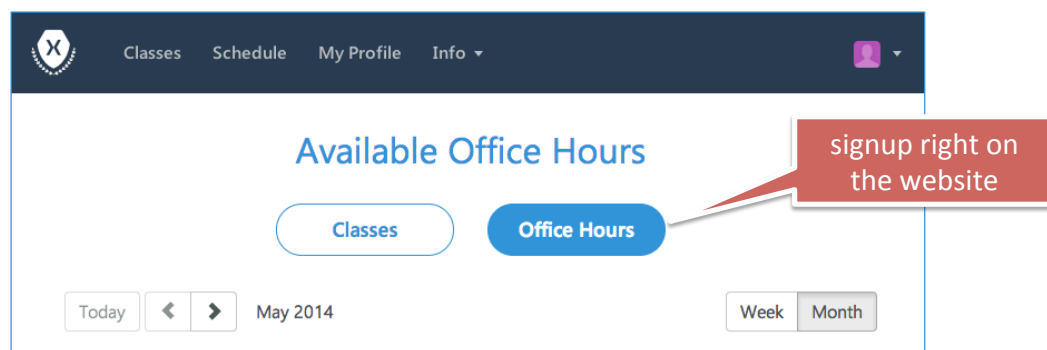 X
Classes Schedule My Profile Info
Available Office Hours
signup right on
the website
Classes Office Hours
Today May 2014 Week Month